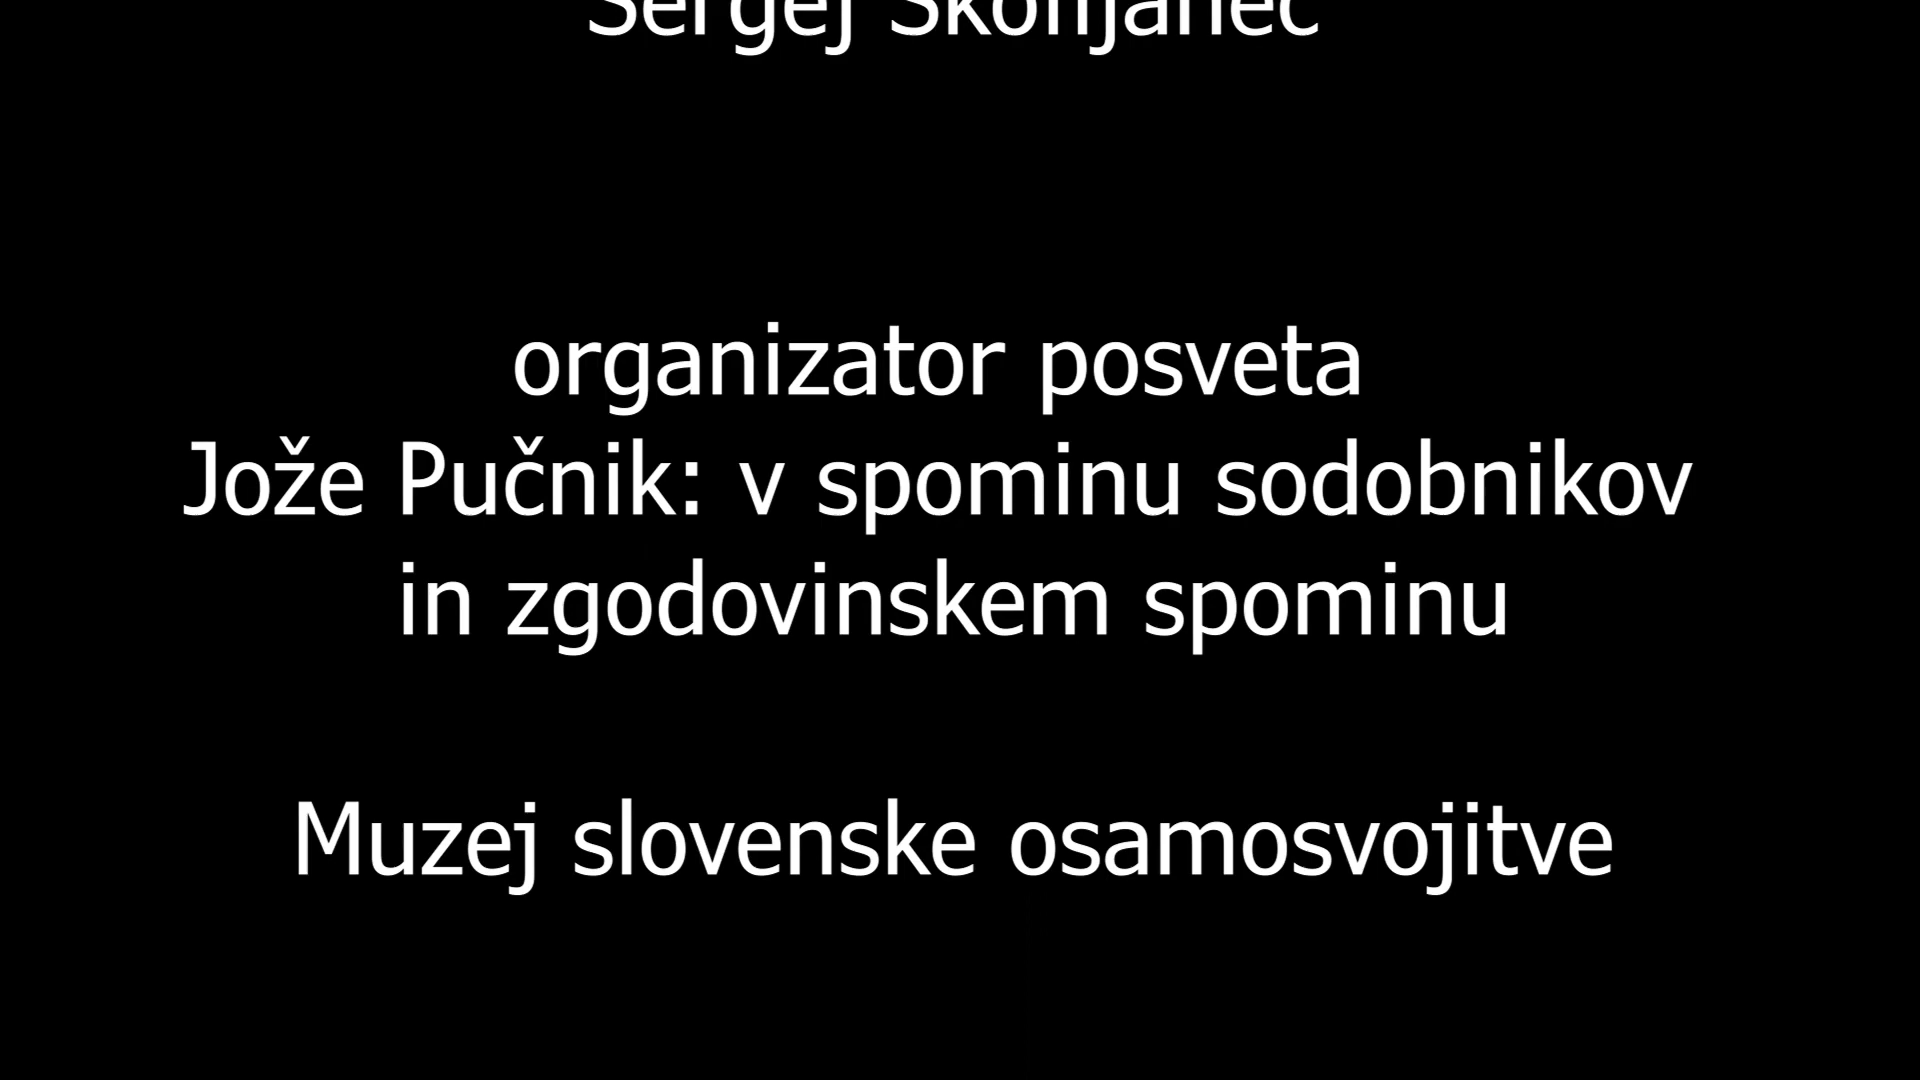 Sergej
organizator posveta
Jože Pučnik: v spominu sodobnikov
in zgodovinskem spominu
Muzej slovenske osamosvojitve